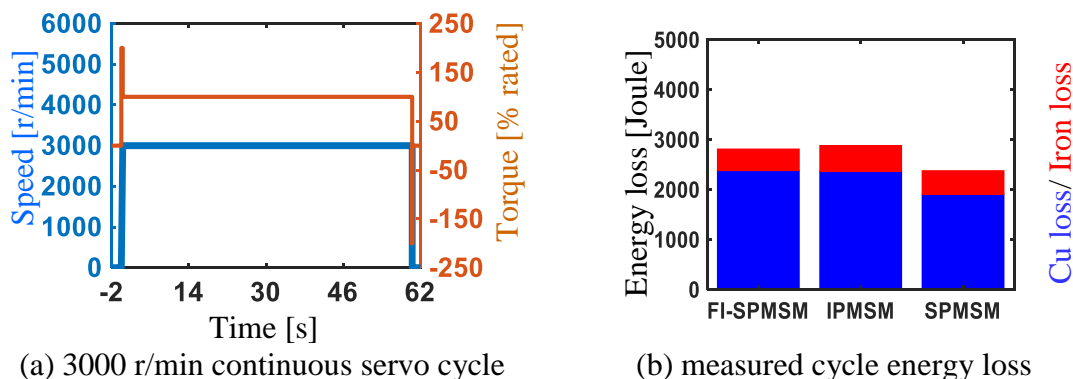 Speed [r/min]
6000
5000
4000
3000
2000
1000
0
250
150
50
-50
-150
-250
Torque [% rated]
-2 14 30 46 62
Time [s]
(a) 3000 r/min continuous servo cycle
Energy loss [Joule]
5000
4000
3000
2000
1000
0
FI-SPMSM IPMSM SPMSM
Cu loss/ Iron loss
(b) measured cycle energy loss